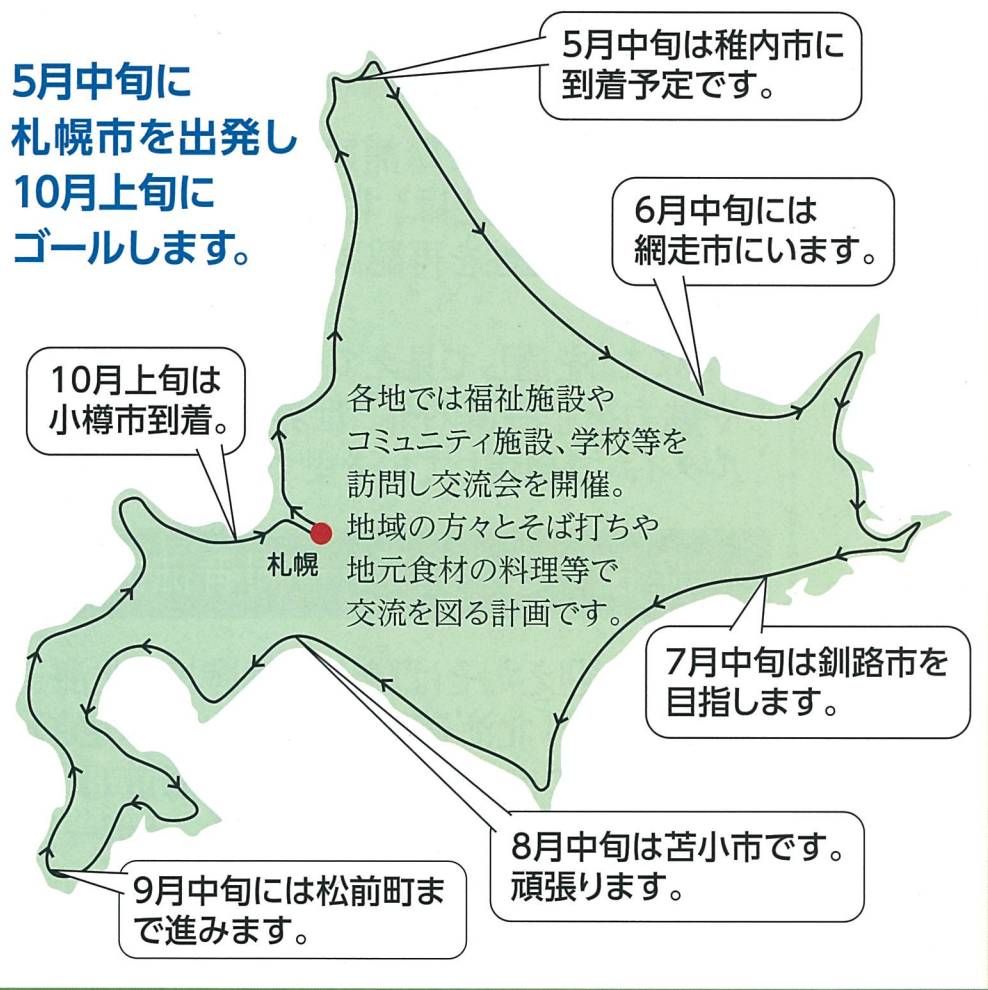 5月中旬に
札幌市を出発し
10月上旬に
ゴールします。
5月中旬は稚内市に
到着予定です。
6月中旬には
網走市にいます。
10月上旬は
小樽市到着。
各地では福祉施設や
コミュニティ施設、学校等を
訪問し交流会を開催。
地域の方々とそば打ちや
地元食材の料理等で
交流を図る計画です。
札幌
7月中旬は釧路市を
目指します。
8月中旬は苫小市です。
頑張ります。
9月中旬には松前町ま
で進みます。